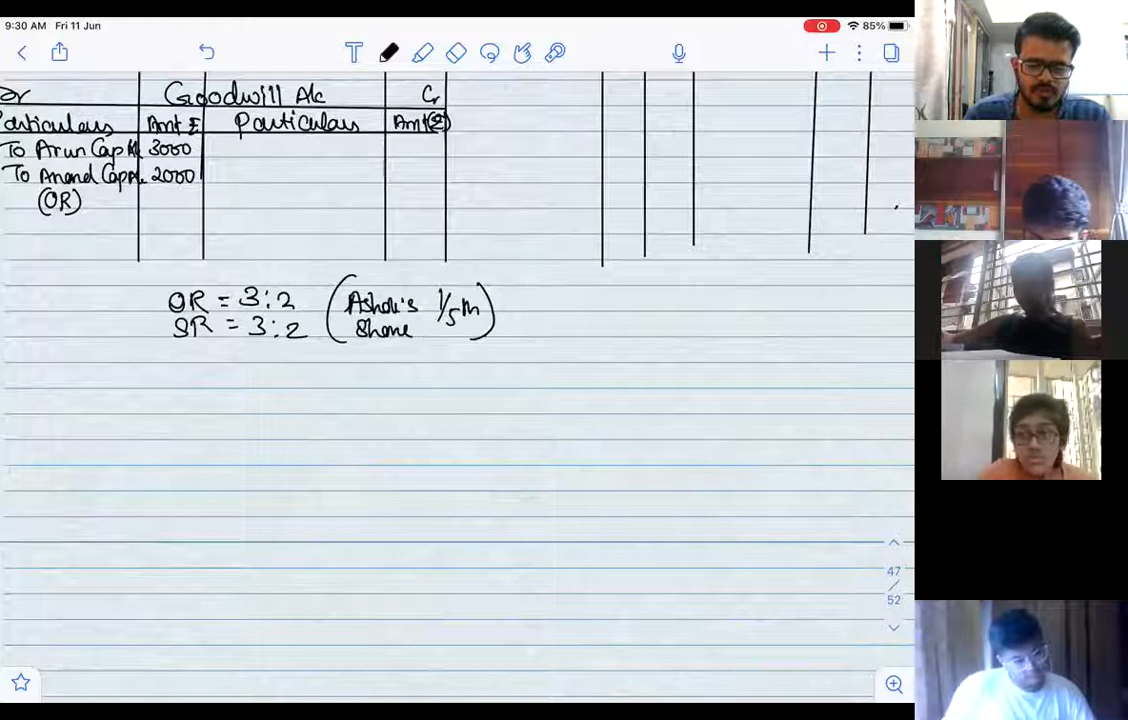 9:30 AM Fri 11 Jun
85%
Dr Goodwill A/c Cr
Particulars Amt ₹ Particulars Amt(₹)
To Arun Cap A/c 3000
To Anand Cap A/c 2000
(OR)
OR = 3:2
SR = 3:2
(Ashok's 1/5
Share)
47
/
52